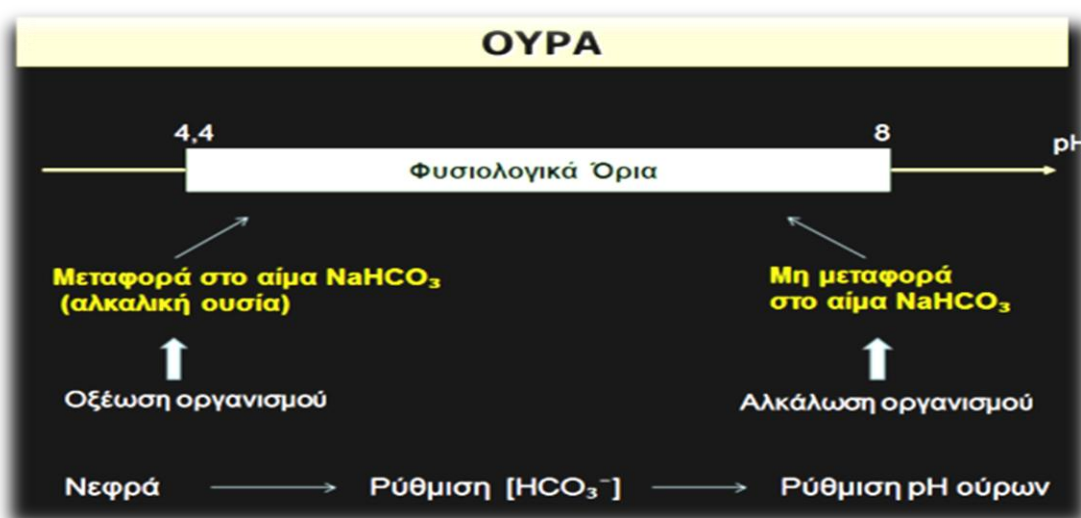 ΟΥΡΑ
4,4 8 pH
Φυσιολογικά Όρια
Μεταφορά στο αίμα NaHCO₃
(αλκαλική ουσία)
Μη μεταφορά
στο αίμα NaHCO₃
Οξέωση οργανισμού
Αλκάλωση οργανισμού
Νεφρά Ρύθμιση [HCO₃⁻] Ρύθμιση pH ούρων